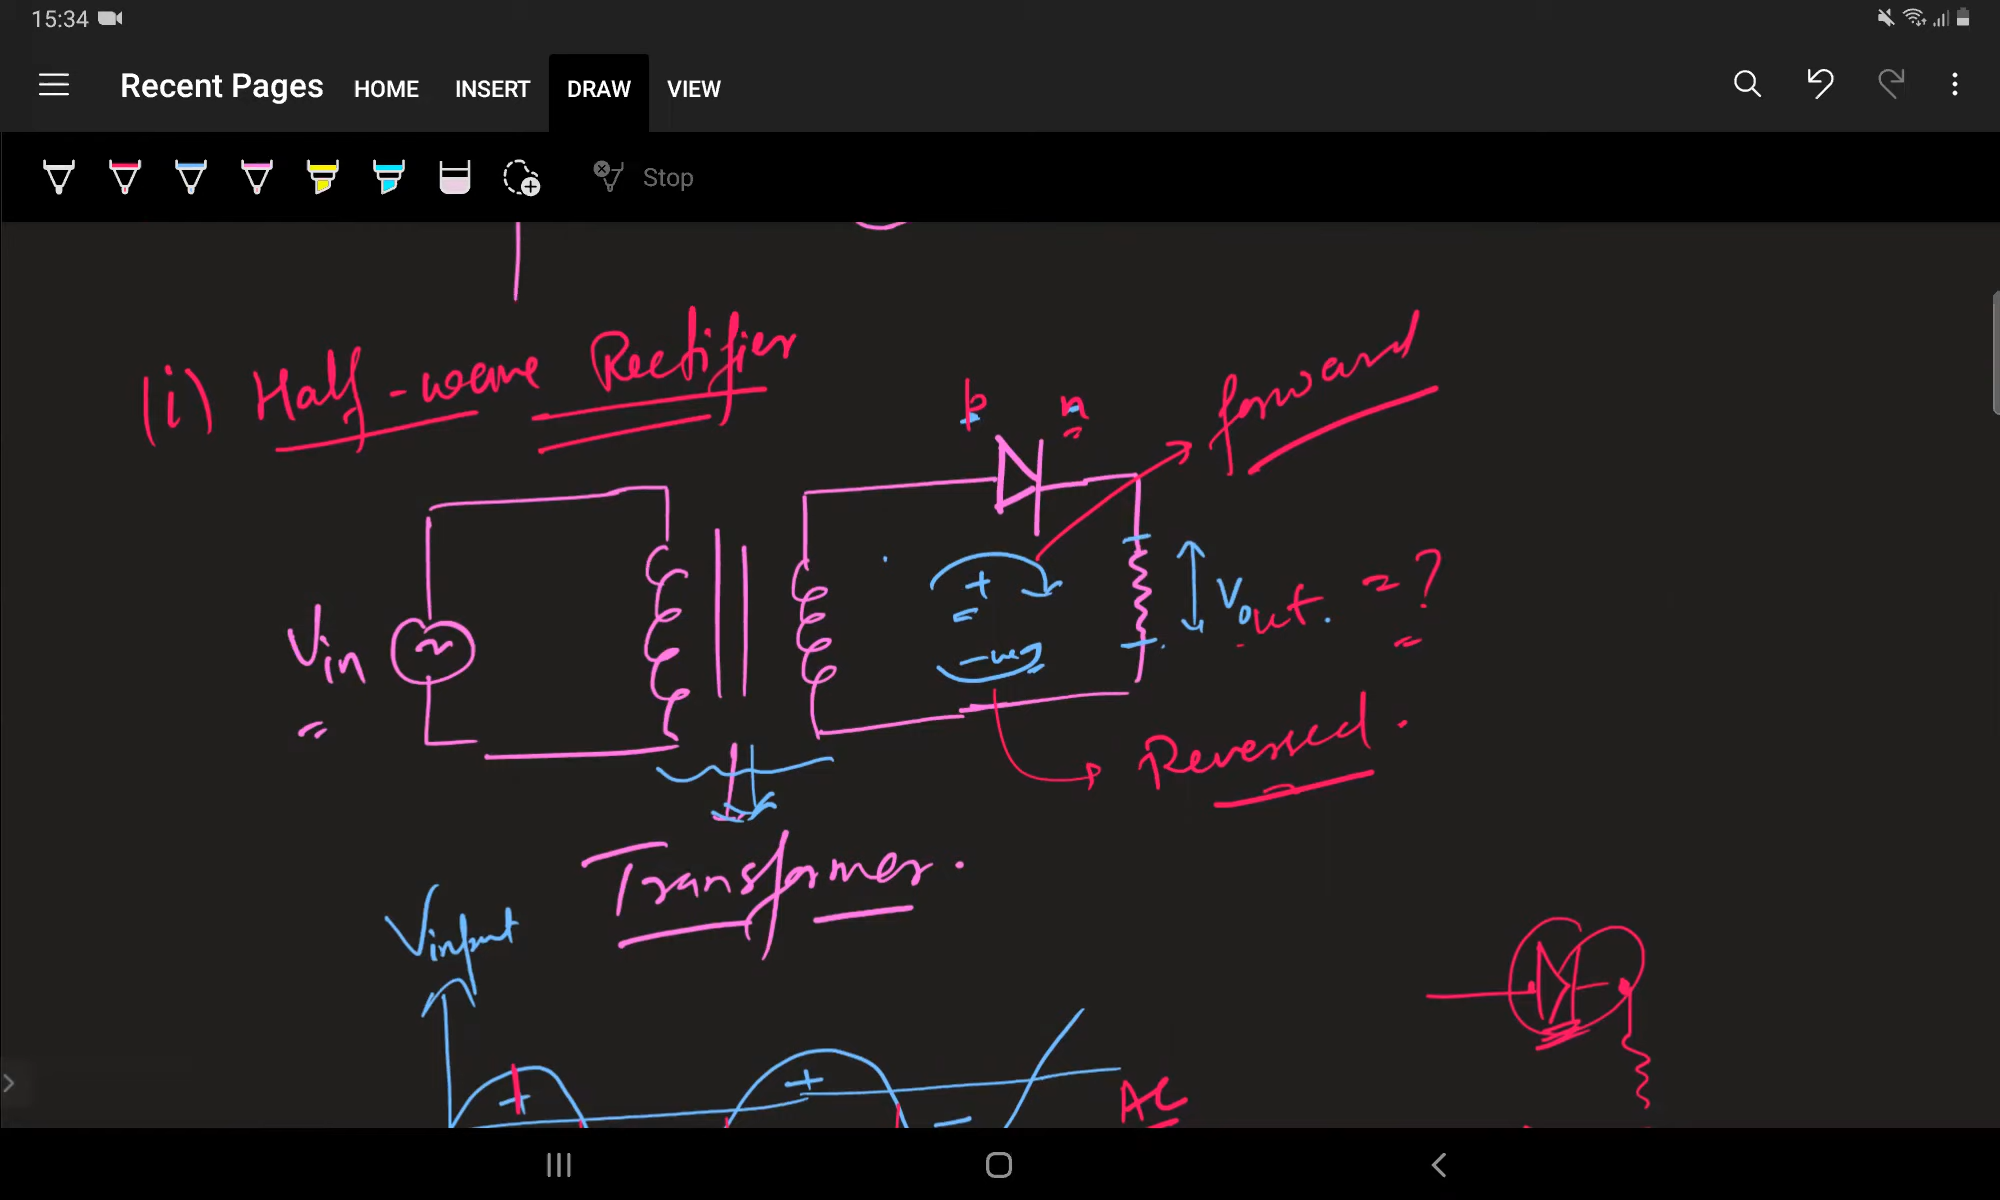 15:34
Recent Pages HOME INSERT DRAW VIEW
Stop
(i) Half-wave Rectifier
p n
forward
+
-ve
Vin
Vout. = ?
Reversed.
Transformer.
Vinput
+ + -
AC